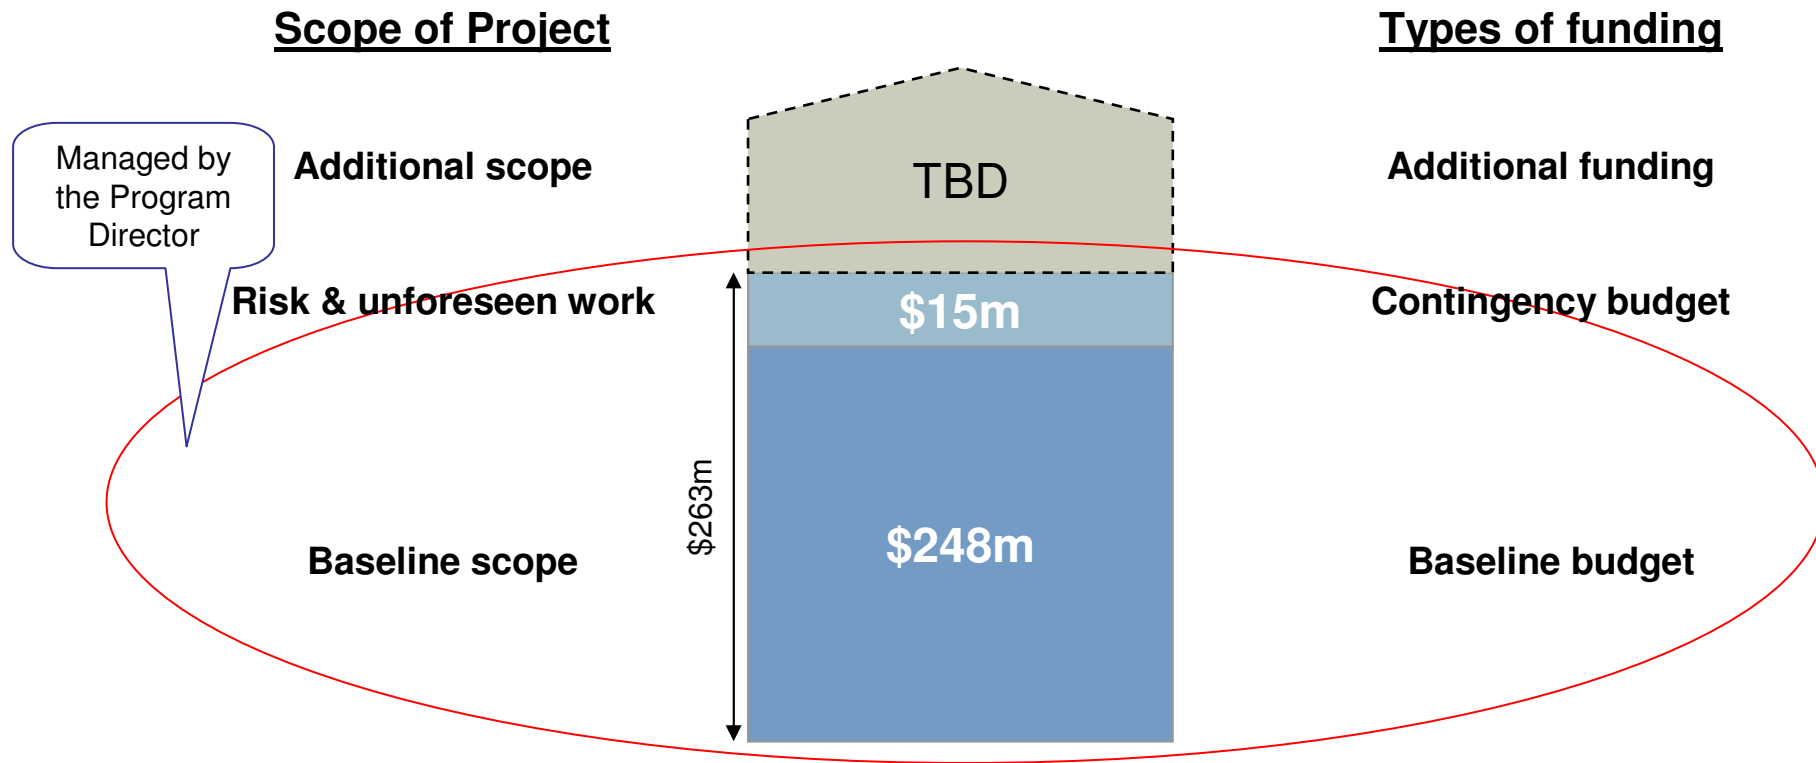 Scope of Project
Types of funding
Managed by
the Program
Director
Additional scope
TBD
Additional funding
Risk & unforeseen work
$15m
Contingency budget
$263m
Baseline scope
$248m
Baseline budget